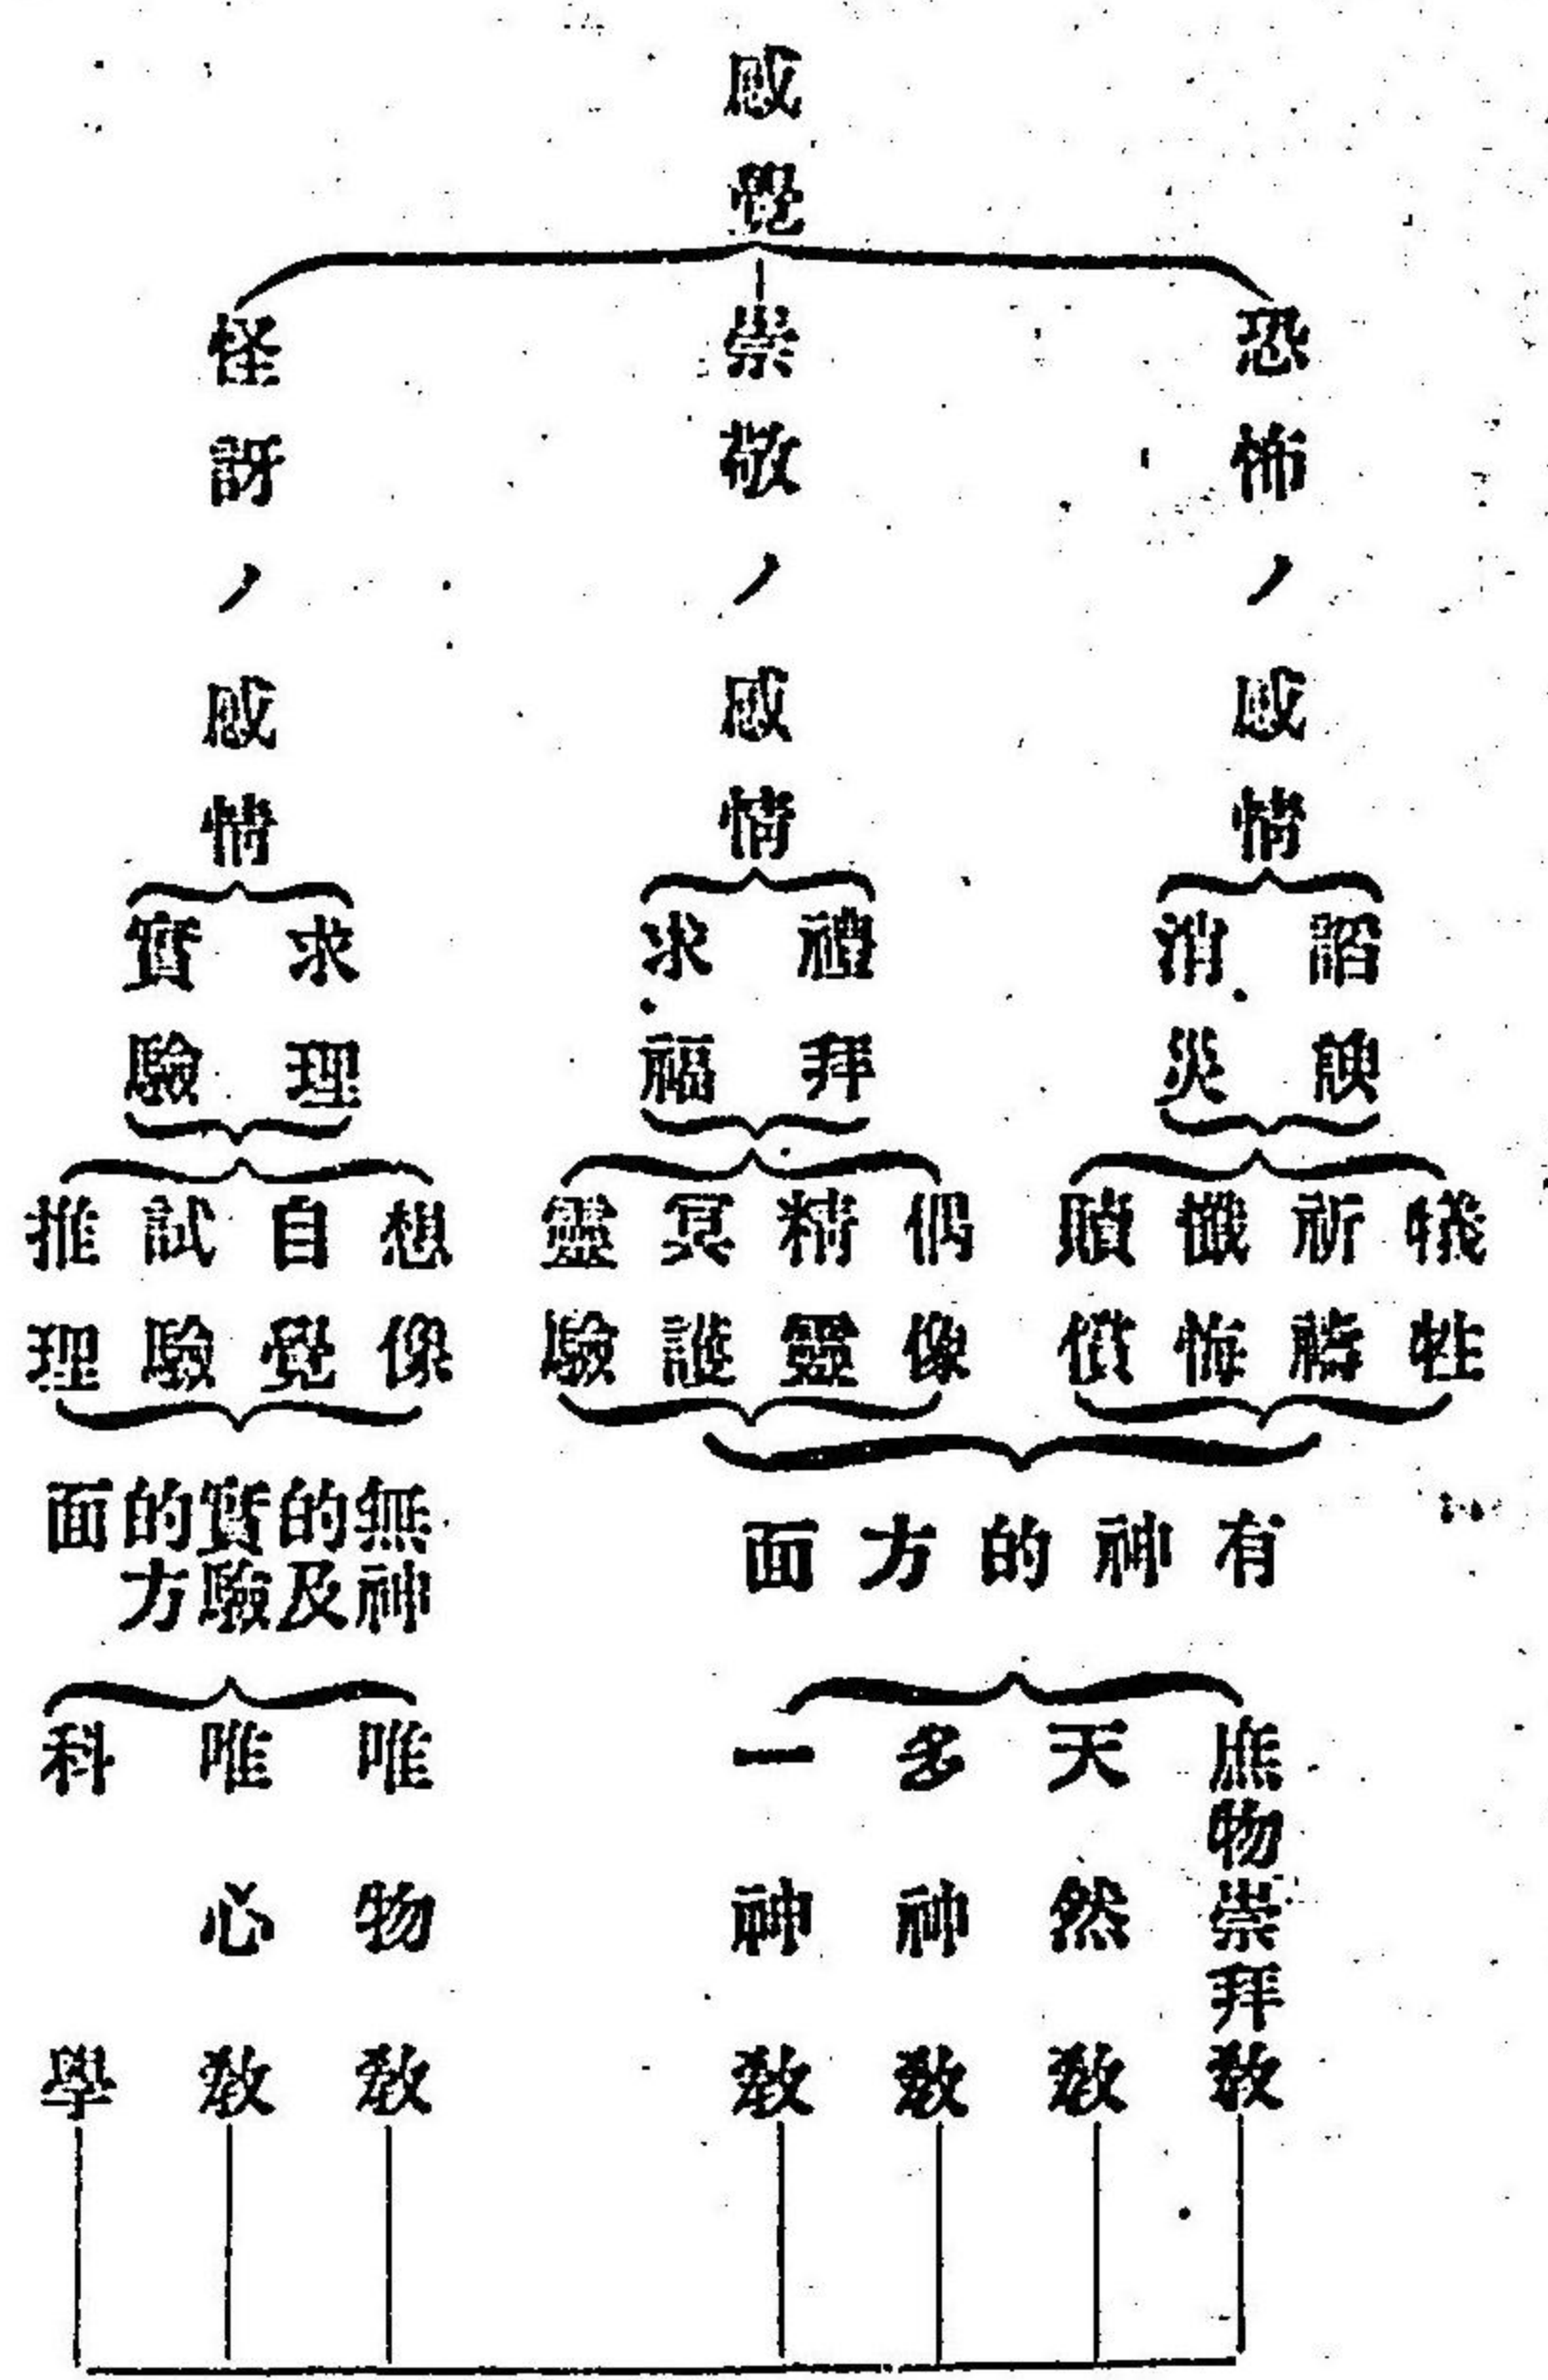 感覺
恐怖ノ感情
崇敬ノ感情
怪訝ノ感情
諂諛
消災
禮拜
求福
求理
實驗
犠牲
祈禱
懺悔
贖償
偶像
精靈
冥護
靈驗
想像
自覺
試驗
推理
有神的方面
無神
的及
實驗
的方
面
庶物崇拜教
天然教
多神教
一神教
唯物教
唯心教
科學